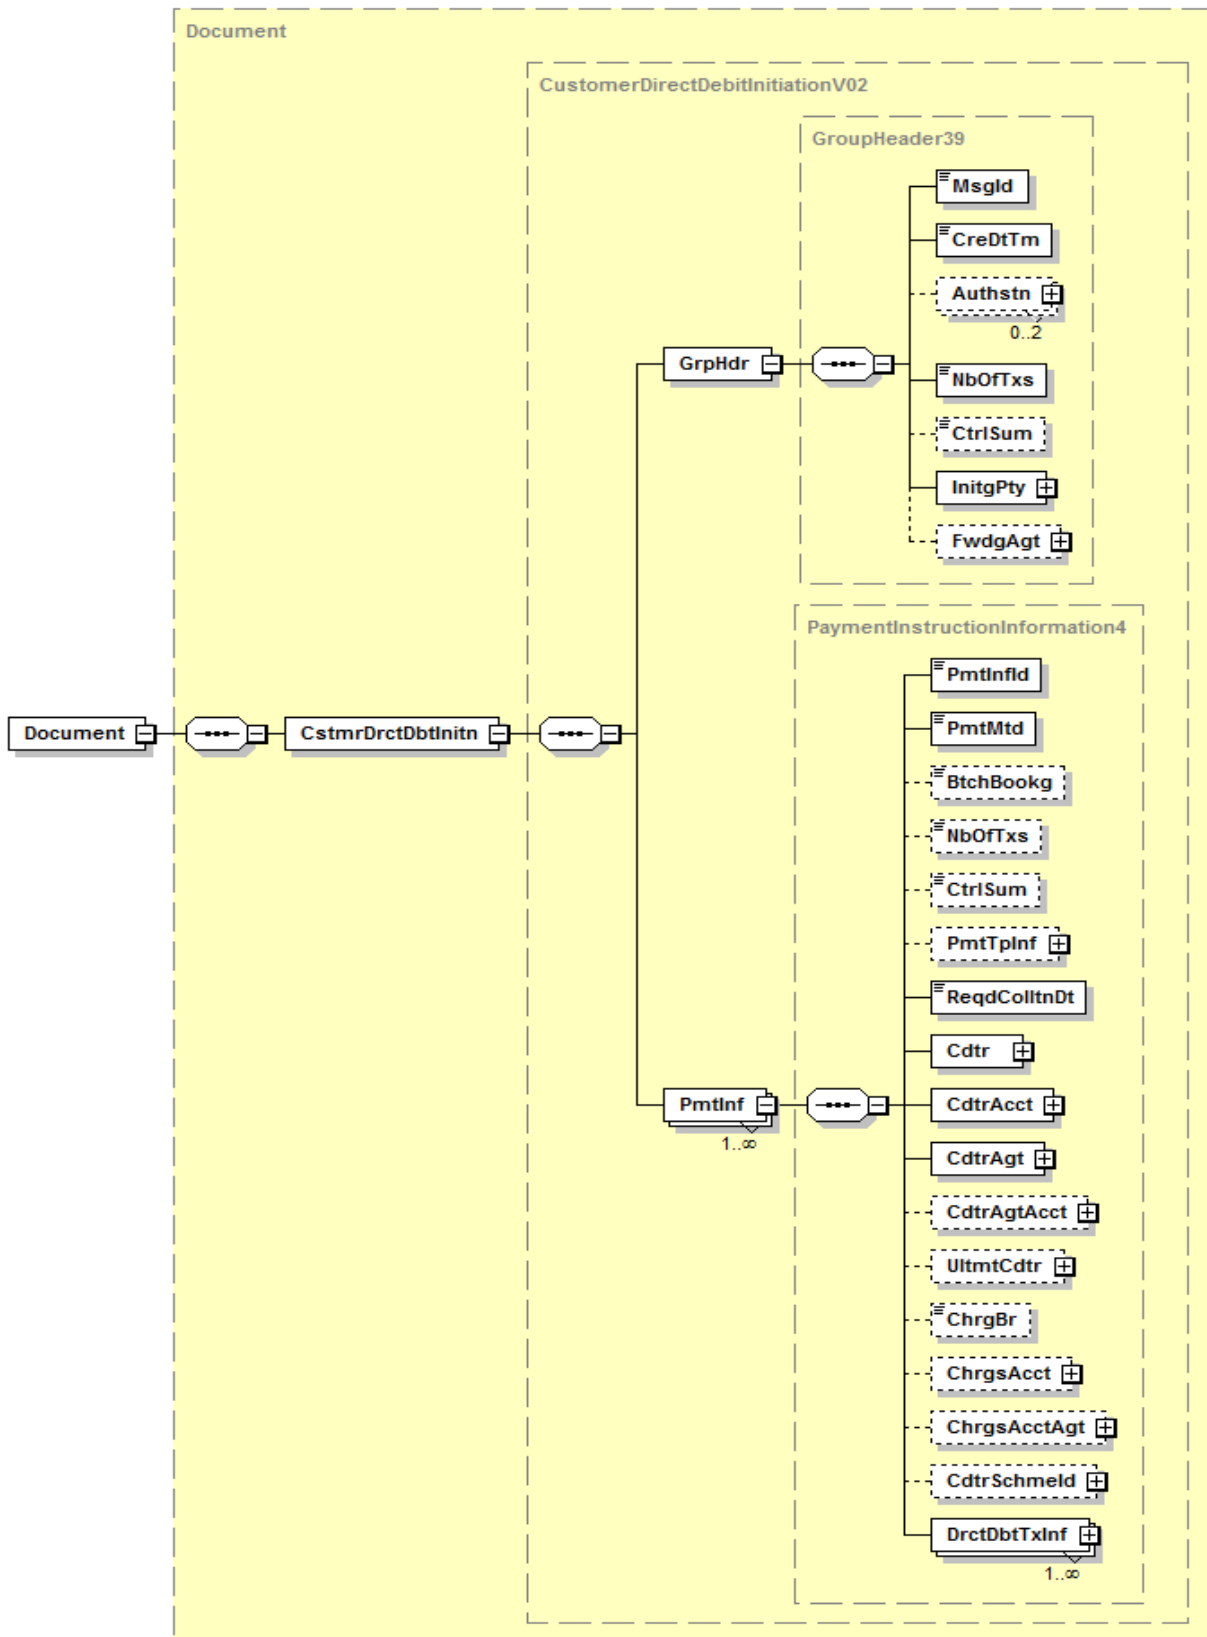 Document
CustomerDirectDebitInitiationV02
GroupHeader39
MsgId
CreDtTm
Authstn
0..2
GrpHdr
NbOfTxs
CtrlSum
InitgPty
FwdgAgt
PaymentInstructionInformation4
PmtInfId
PmtMtd
Document
CstmrDrctDbtInitn
BtchBookg
NbOfTxs
CtrlSum
PmtTpInf
ReqdColltnDt
Cdtr
PmtInf
1..∞
CdtrAcct
CdtrAgt
CdtrAgtAcct
UltmtCdtr
ChrgBr
ChrgsAcct
ChrgsAcctAgt
CdtrSchmeId
DrctDbtTxInf
1..∞